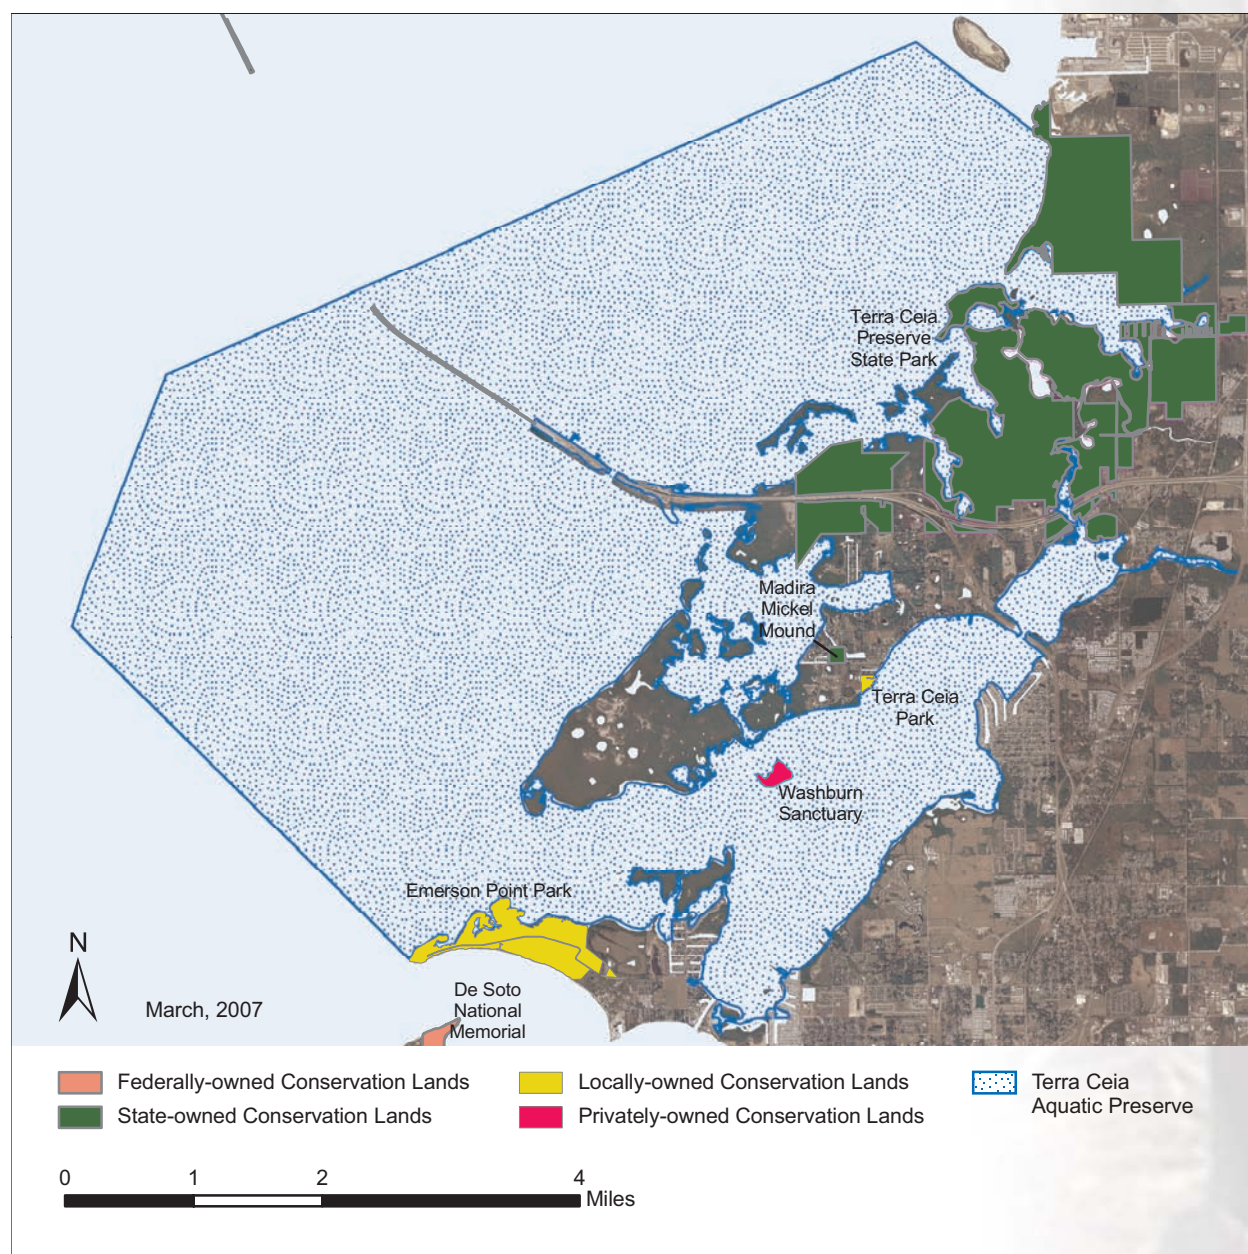 Terra Ceia
Preserve
State Park
Madira
Mickel
Mound
Terra Ceia
Park
Washburn
Sanctuary
Emerson Point Park
N
March, 2007
De Soto
National
Memorial
Federally-owned Conservation Lands
State-owned Conservation Lands
Locally-owned Conservation Lands
Privately-owned Conservation Lands
Terra Ceia
Aquatic Preserve
0 1 2 4
Miles